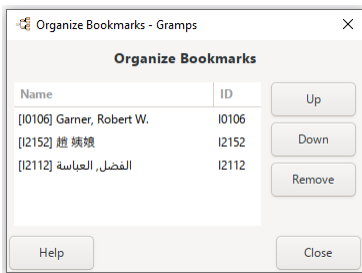 Organize Bookmarks - Gramps
Organize Bookmarks
Name ID
[I0106] Garner, Robert W. I0106
[I2152] 趙 姨娘 I2152
[I2112] الفضل, العباسة I2112
Up
Down
Remove
Help
Close